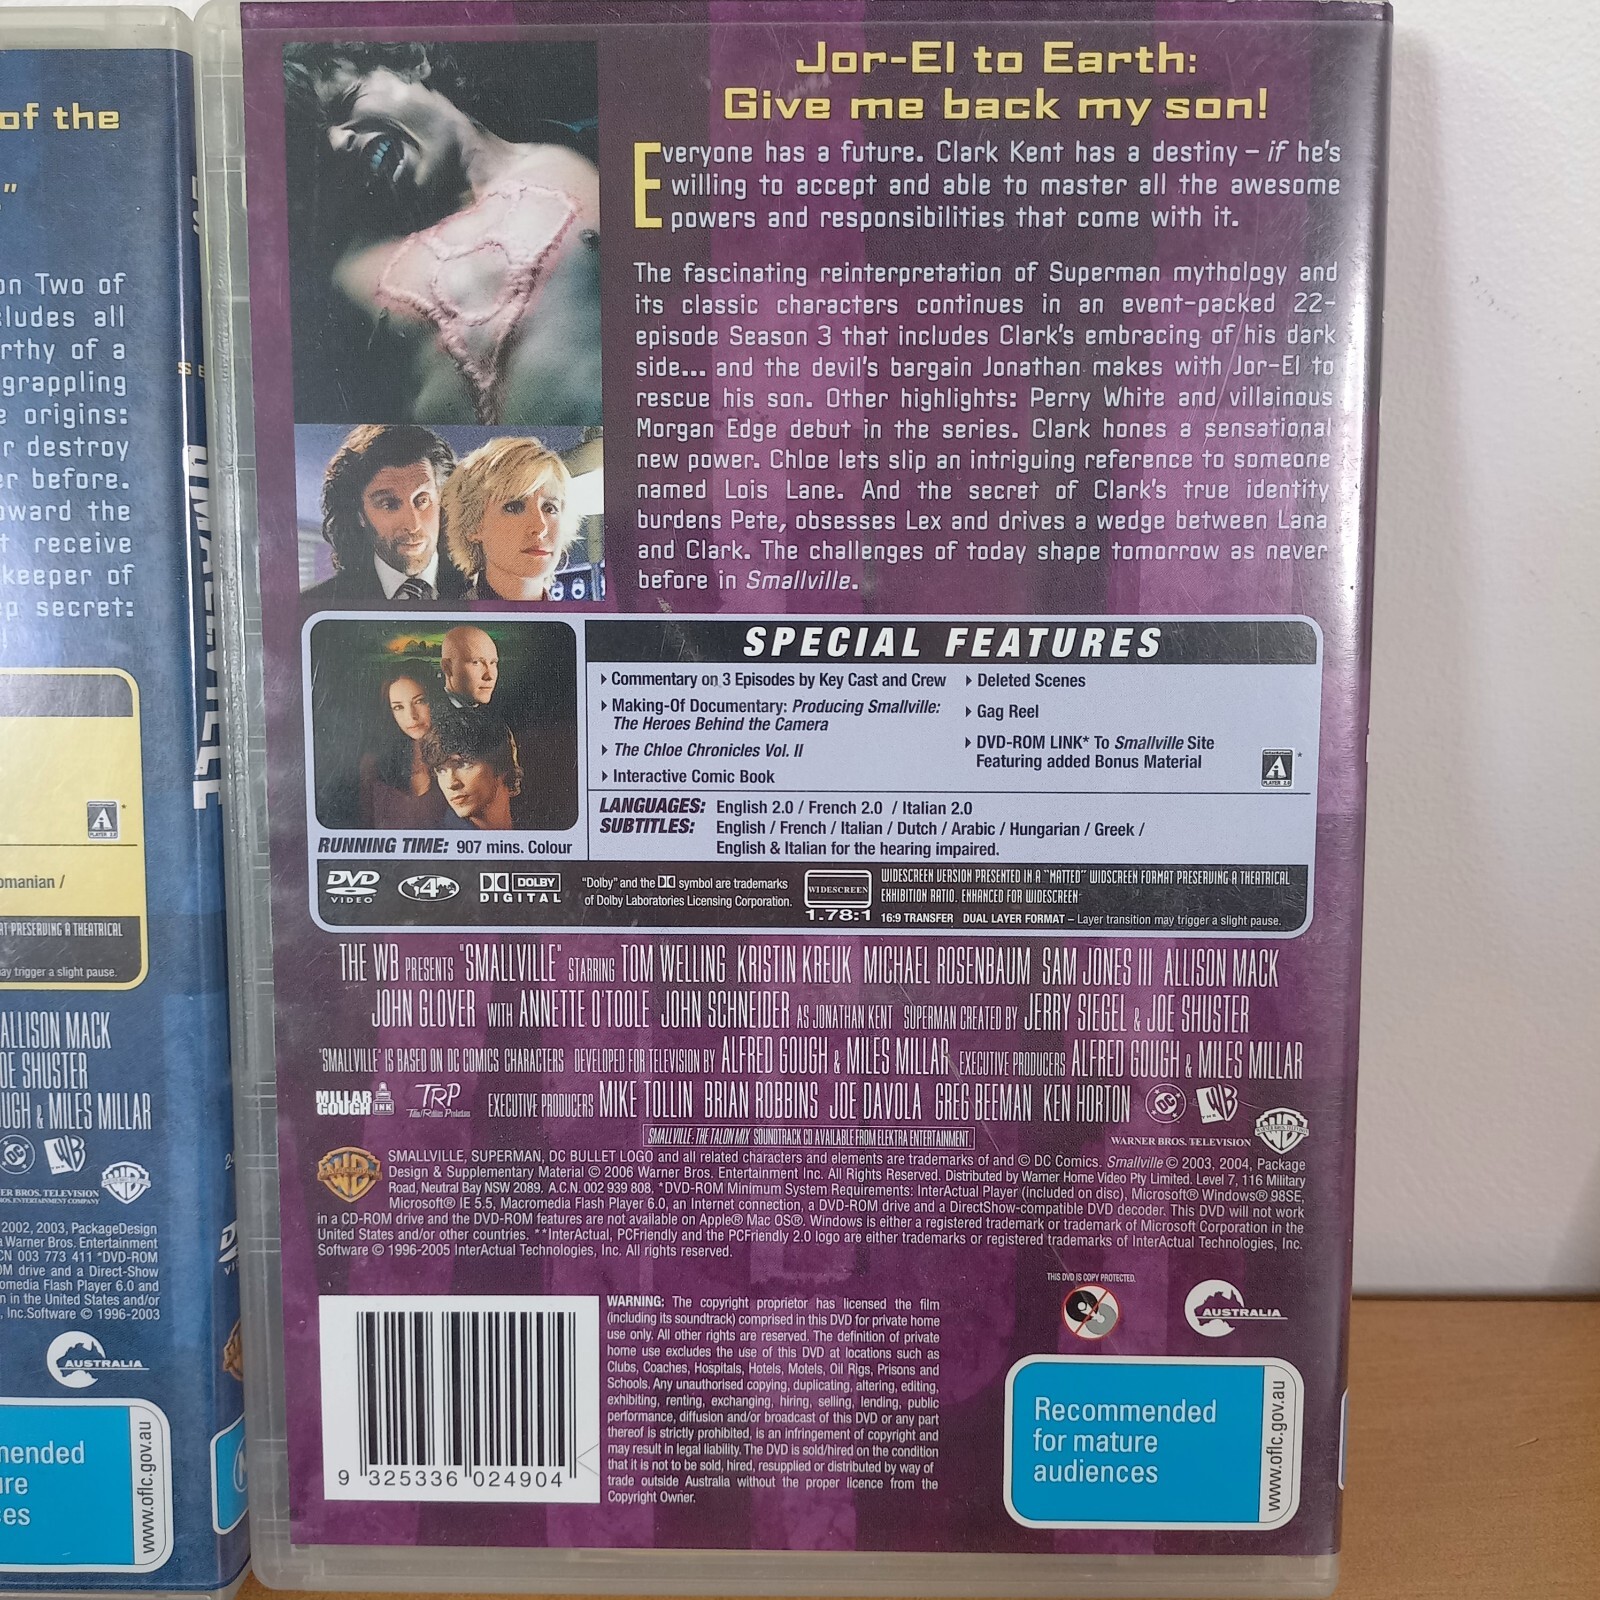 of the
"
on Two of
cludes all
rthy of a
grappling
e origins:
r destroy
er before.
oward the
t receive
keeper of
ep secret:
A
PLAYER 2.0
*
omanian /
AT PRESERVING A THEATRICAL
ay trigger a slight pause.
ALLISON MACK
OE SHUSTER
UGH & MILES MILLAR
DC
THE WB
ER BROS. TELEVISION
2002, 2003, PackageDesign
a Warner Bros. Entertainment
CN 003 773 411 *DVD-ROM
OM drive and a Direct-Show
omedia Flash Player 6.0 and
n in the United States and/or
, Inc.Software © 1996-2003
AUSTRALIA
mended
ure
ces
www.oflc.gov.au
SMALLVILLE
Jor-El to Earth:
Give me back my son!
Everyone has a future. Clark Kent has a destiny – if he's
willing to accept and able to master all the awesome
powers and responsibilities that come with it.
The fascinating reinterpretation of Superman mythology and
its classic characters continues in an event-packed 22-
episode Season 3 that includes Clark's embracing of his dark
side... and the devil's bargain Jonathan makes with Jor-El to
rescue his son. Other highlights: Perry White and villainous
Morgan Edge debut in the series. Clark hones a sensational
new power. Chloe lets slip an intriguing reference to someone
named Lois Lane. And the secret of Clark's true identity
burdens Pete, obsesses Lex and drives a wedge between Lana
and Clark. The challenges of today shape tomorrow as never
before in Smallville.
SPECIAL FEATURES
Commentary on 3 Episodes by Key Cast and Crew
Making-Of Documentary: Producing Smallville:
The Heroes Behind the Camera
The Chloe Chronicles Vol. II
Interactive Comic Book
Deleted Scenes
Gag Reel
DVD-ROM LINK* To Smallville Site
Featuring added Bonus Material
A
PLAYER 2.0
*
LANGUAGES: English 2.0 / French 2.0 / Italian 2.0
SUBTITLES: English / French / Italian / Dutch / Arabic / Hungarian / Greek /
English & Italian for the hearing impaired.
RUNNING TIME: 907 mins. Colour
DVD
VIDEO
4
DOLBY
DIGITAL
"Dolby" and the DD symbol are trademarks
of Dolby Laboratories Licensing Corporation.
WIDESCREEN
1.78:1
WIDESCREEN VERSION PRESENTED IN A "MATTED" WIDESCREEN FORMAT PRESERVING A THEATRICAL
EXHIBITION RATIO. ENHANCED FOR WIDESCREEN
16:9 TRANSFER DUAL LAYER FORMAT – Layer transition may trigger a slight pause.
THE WB PRESENTS "SMALLVILLE" STARRING TOM WELLING KRISTIN KREUK MICHAEL ROSENBAUM SAM JONES III ALLISON MACK
JOHN GLOVER WITH ANNETTE O'TOOLE JOHN SCHNEIDER AS JONATHAN KENT SUPERMAN CREATED BY JERRY SIEGEL & JOE SHUSTER
"SMALLVILLE" IS BASED ON DC COMICS CHARACTERS DEVELOPED FOR TELEVISION BY ALFRED GOUGH & MILES MILLAR EXECUTIVE PRODUCERS ALFRED GOUGH & MILES MILLAR
MILLAR GOUGH INK TRP EXECUTIVE PRODUCERS MIKE TOLLIN BRIAN ROBBINS JOE DAVOLA GREG BEEMAN KEN HORTON DC THE WB
SMALLVILLE: THE TALON MIX SOUNDTRACK CD AVAILABLE FROM ELEKTRA ENTERTAINMENT.
WARNER BROS. TELEVISION
SMALLVILLE, SUPERMAN, DC BULLET LOGO and all related characters and elements are trademarks of and © DC Comics. Smallville © 2003, 2004, Package
Design & Supplementary Material © 2006 Warner Bros. Entertainment Inc. All Rights Reserved. Distributed by Warner Home Video Pty Limited. Level 7, 116 Military
Road, Neutral Bay NSW 2089. A.C.N. 002 939 808. *DVD-ROM Minimum System Requirements: InterActual Player (included on disc), Microsoft® Windows® 98SE,
Microsoft® IE 5.5, Macromedia Flash Player 6.0, an Internet connection, a DVD-ROM drive and a DirectShow-compatible DVD decoder. This DVD will not work
in a CD-ROM drive and the DVD-ROM features are not available on Apple® Mac OS®. Windows is either a registered trademark or trademark of Microsoft Corporation in the
United States and/or other countries. **InterActual, PCFriendly and the PCFriendly 2.0 logo are either trademarks or registered trademarks of InterActual Technologies, Inc.
Software © 1996-2005 InterActual Technologies, Inc. All rights reserved.
9 325336 024904
WARNING: The copyright proprietor has licensed the film
(including its soundtrack) comprised in this DVD for private home
use only. All other rights are reserved. The definition of private
home use excludes the use of this DVD at locations such as
Clubs, Coaches, Hospitals, Hotels, Motels, Oil Rigs, Prisons and
Schools. Any unauthorised copying, duplicating, altering, editing,
exhibiting, renting, exchanging, hiring, selling, lending, public
performance, diffusion and/or broadcast of this DVD or any part
thereof is strictly prohibited, is an infringement of copyright and
may result in legal liability. The DVD is sold/hired on the condition
that it is not to be sold, hired, resupplied or distributed by way of
trade outside Australia without the proper licence from the
Copyright Owner.
THIS DVD IS COPY PROTECTED.
AUSTRALIA
Recommended
for mature
audiences
www.oflc.gov.au